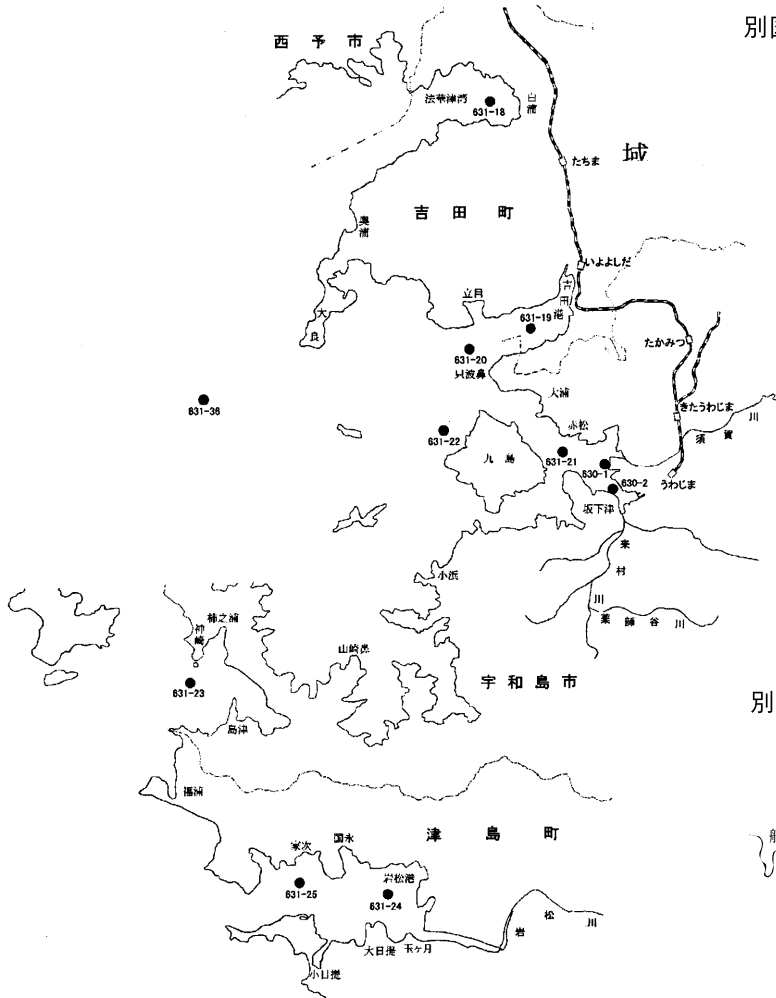 別図
西予市
法華津湾
白浦
631-18
城
たちま
吉田町
奥浦
いよよしだ
吉田港
立目
大良
631-19
たかみつ
631-20
只波鼻
大浦
631-36
きたうわじま
赤松
須賀川
631-22
九島
631-21
630-1
630-2
うわじま
坂下津
来村川
小浜
薬師谷川
柿之浦
神崎
山崎鼻
宇和島市
631-23
別
島津
福浦
津島町
家次
国永
岩松港
631-25
631-24
岩松川
大日提
玉ヶ月
小日提